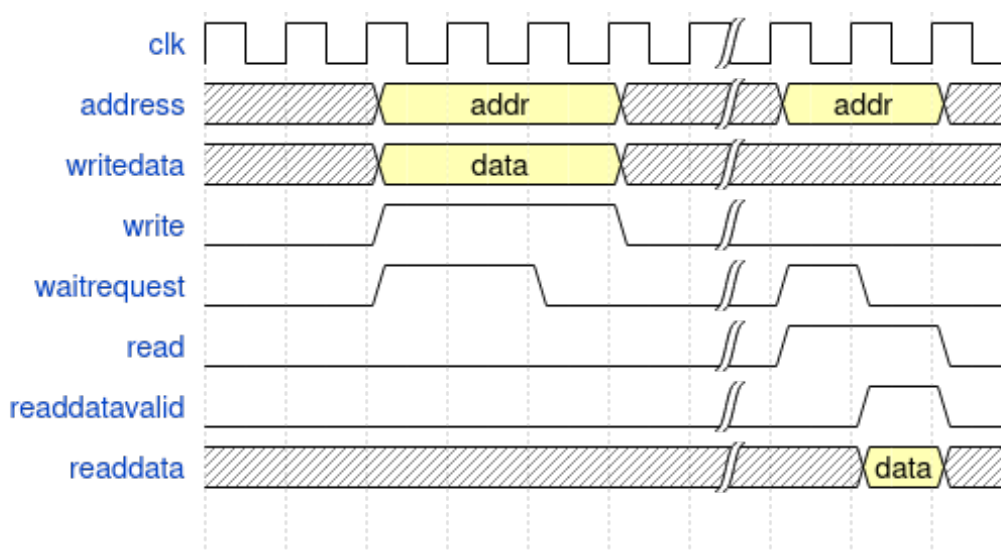 clk
address addr addr
writedata data
write
waitrequest
read
readdatavalid
readdata data